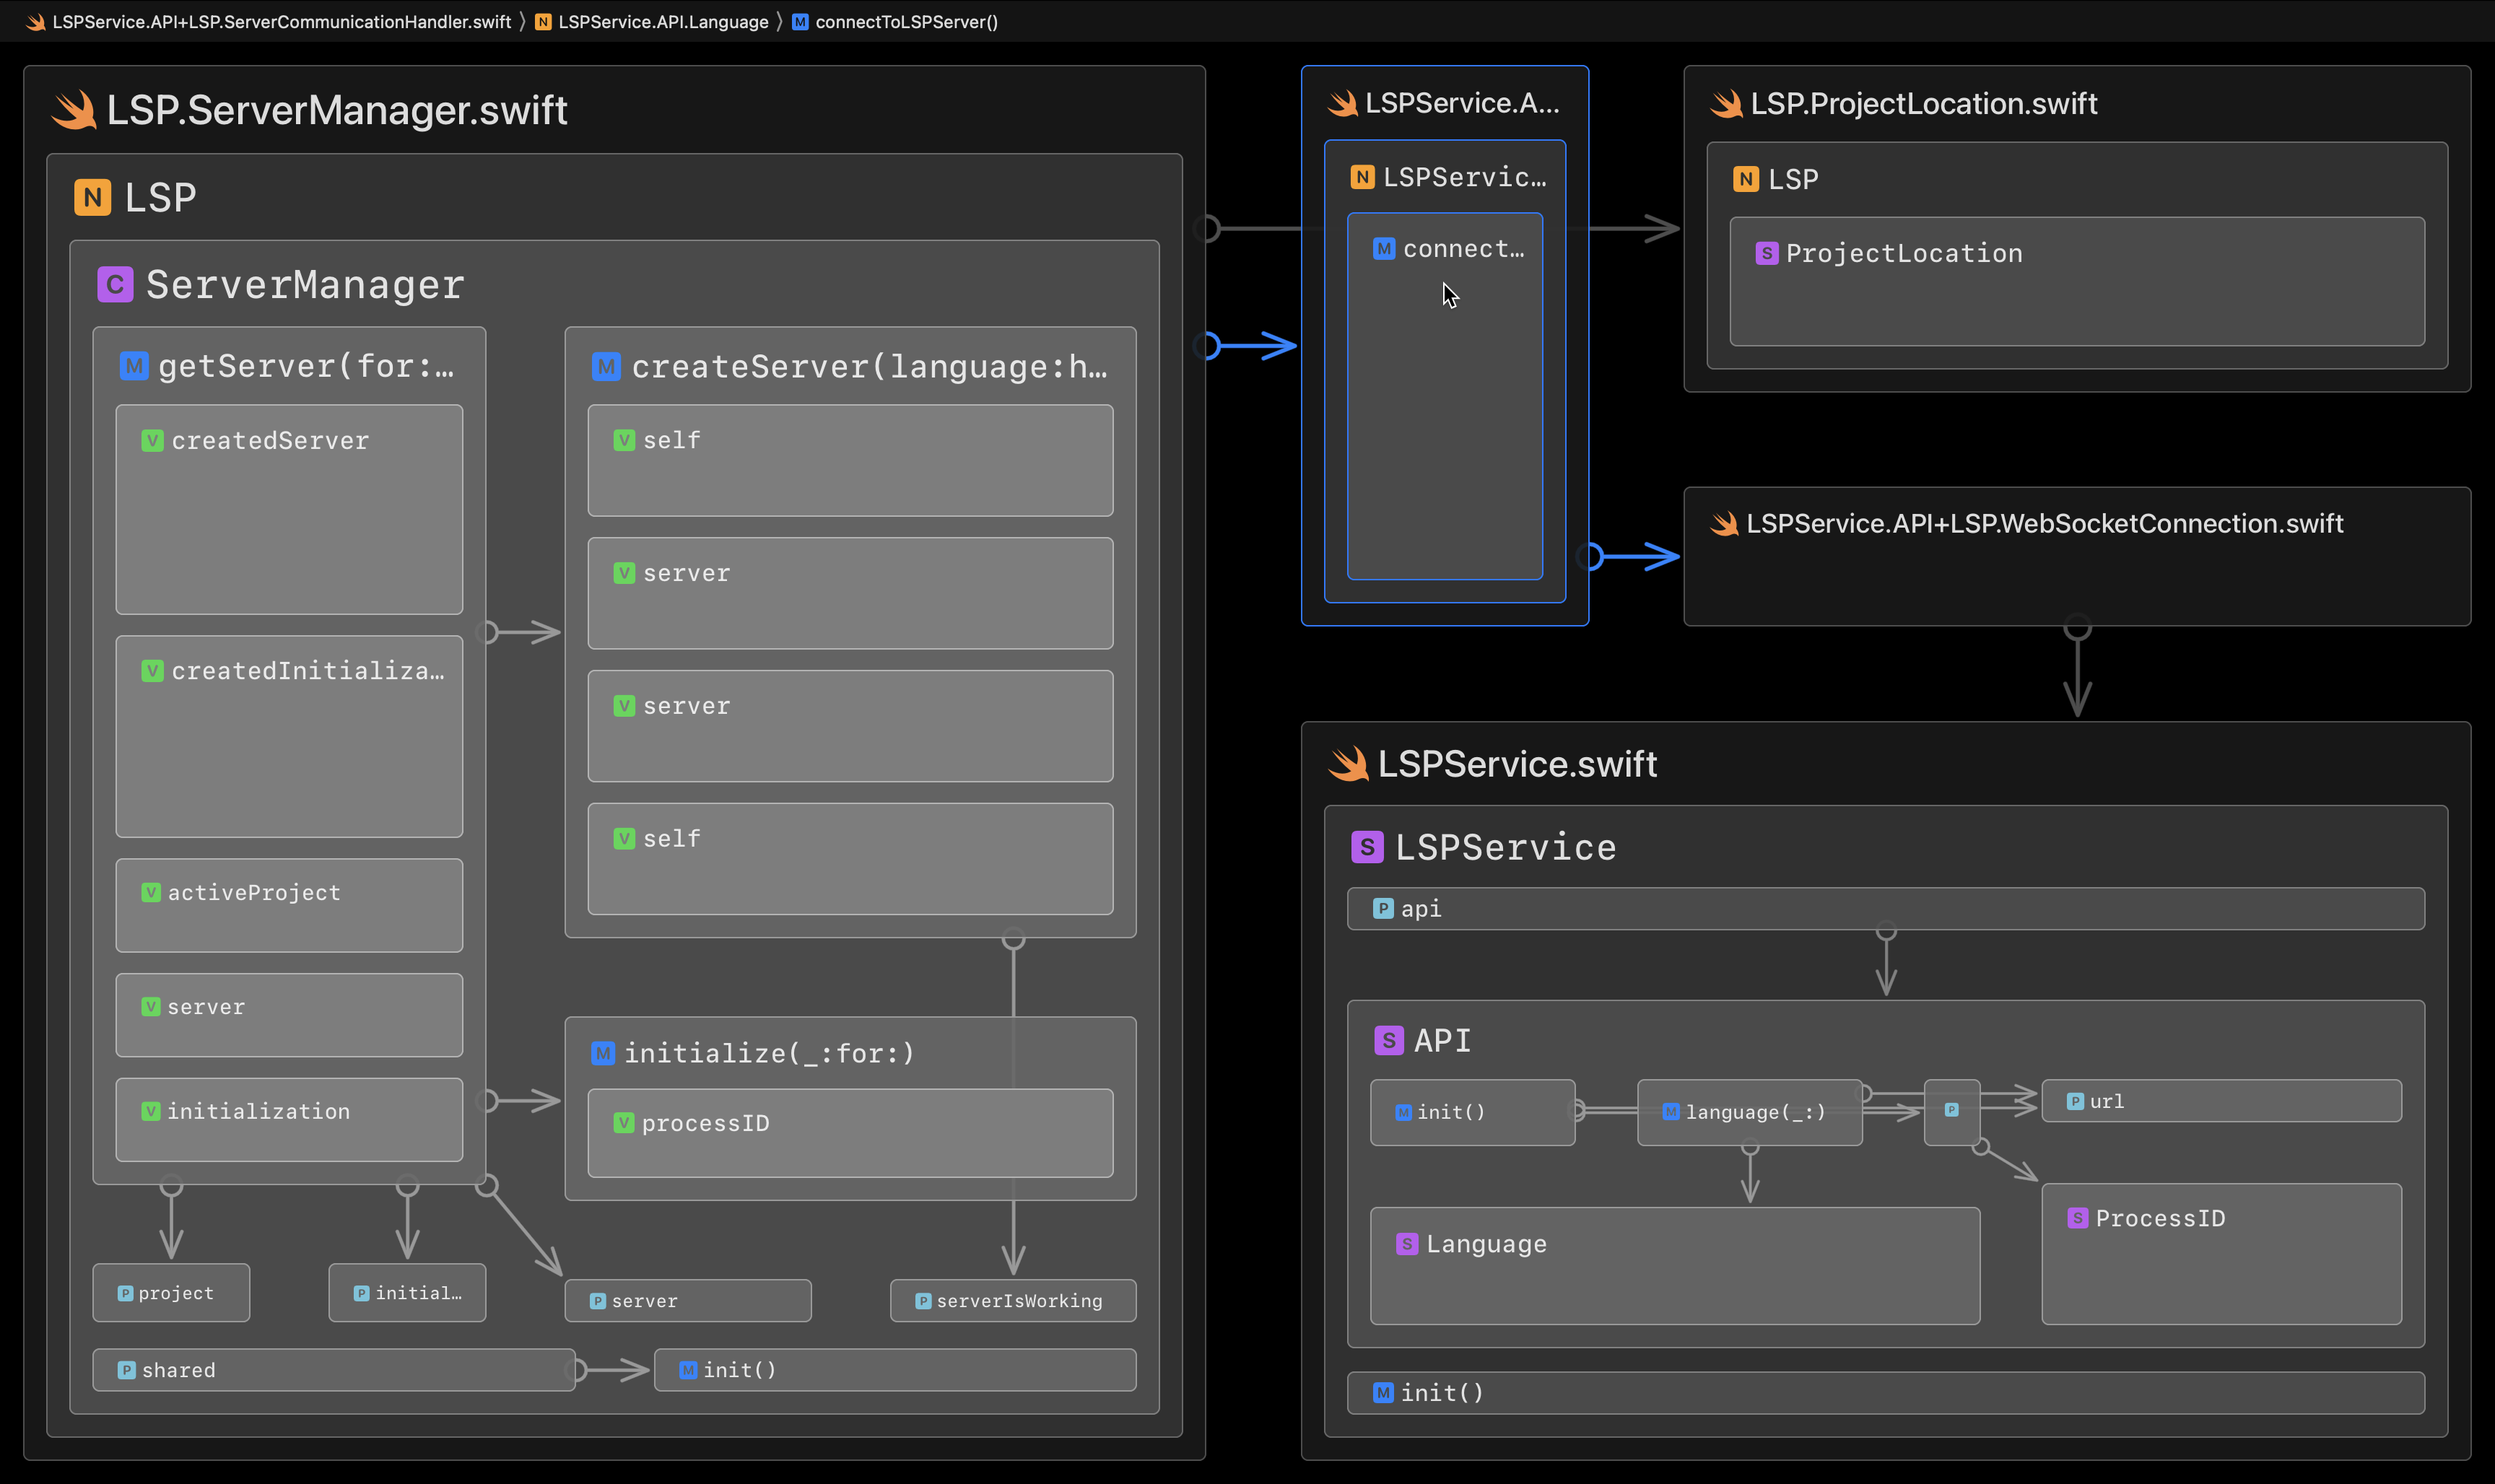 LSPService.API+LSP.ServerCommunicationHandler.swift 〉 N LSPService.API.Language 〉 M connectToLSPServer()
LSP.ServerManager.swift
N LSP
C ServerManager
M getServer(for:…
V createdServer
V createdInitializa…
V activeProject
V server
V initialization
M createServer(language:h…
V self
V server
V server
V self
M initialize(_:for:)
V processID
P project
P initial…
P server
P serverIsWorking
P shared
M init()
LSPService.A…
N LSPServic…
M connect…
LSP.ProjectLocation.swift
N LSP
S ProjectLocation
LSPService.API+LSP.WebSocketConnection.swift
LSPService.swift
S LSPService
P api
S API
M init()
M language(_:)
P
P url
S Language
S ProcessID
M init()